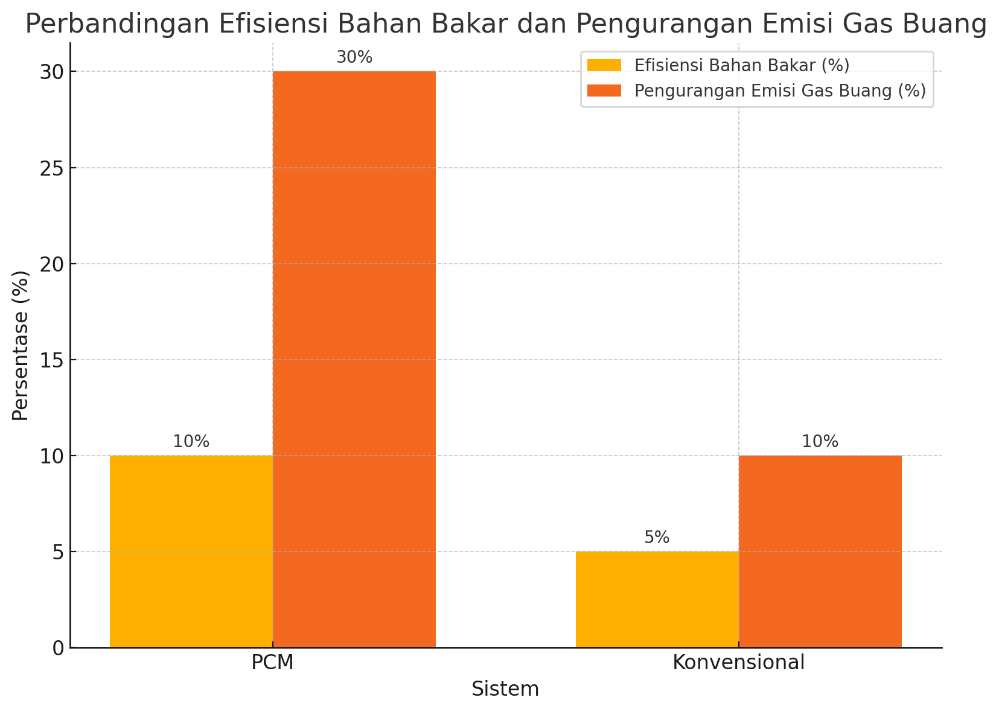 Perbandingan Efisiensi Bahan Bakar dan Pengurangan Emisi Gas Buang
Efisiensi Bahan Bakar (%)
Pengurangan Emisi Gas Buang (%)
Persentase (%)
30
25
20
15
10
5
0
10%
30%
5%
10%
PCM
Konvensional
Sistem